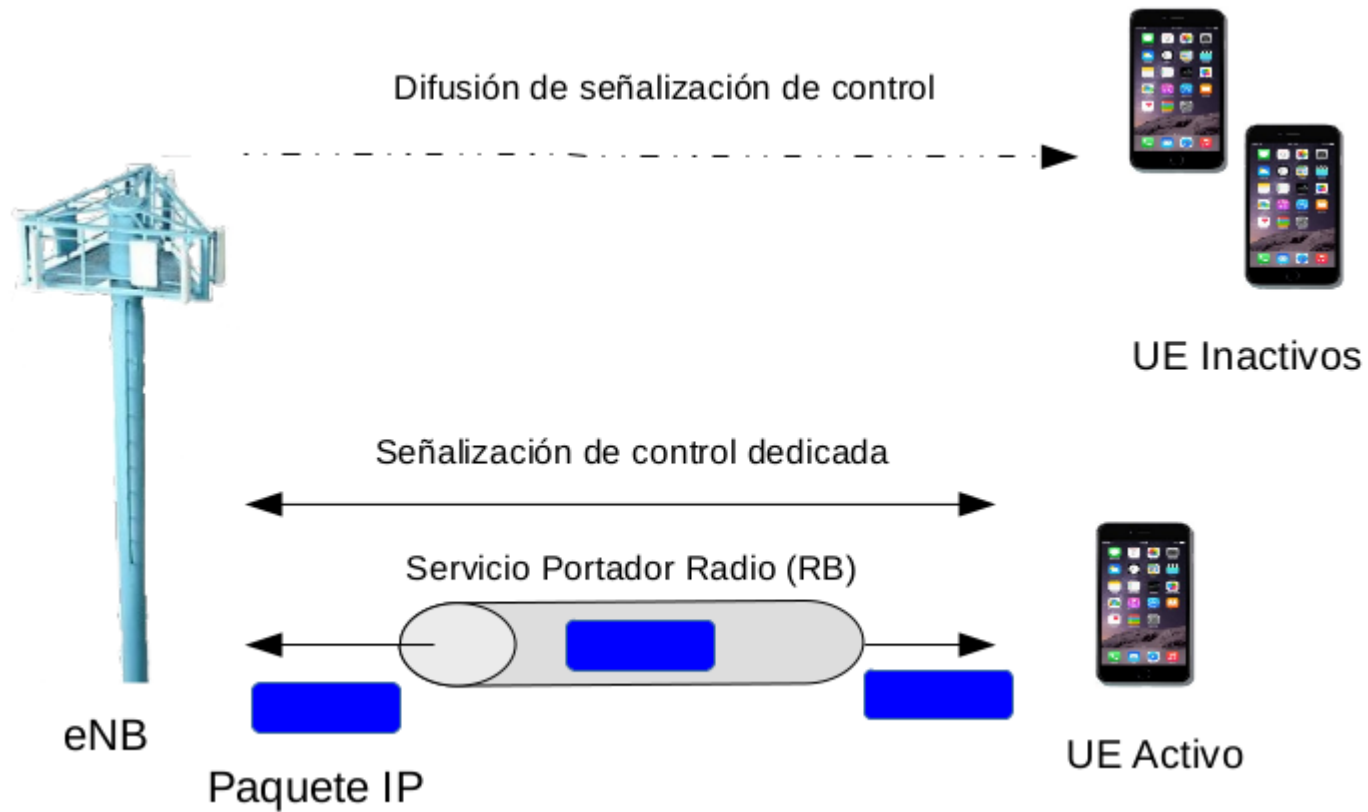 Difusión de señalización de control
UE Inactivos
Señalización de control dedicada
Servicio Portador Radio (RB)
eNB
UE Activo
Paquete IP